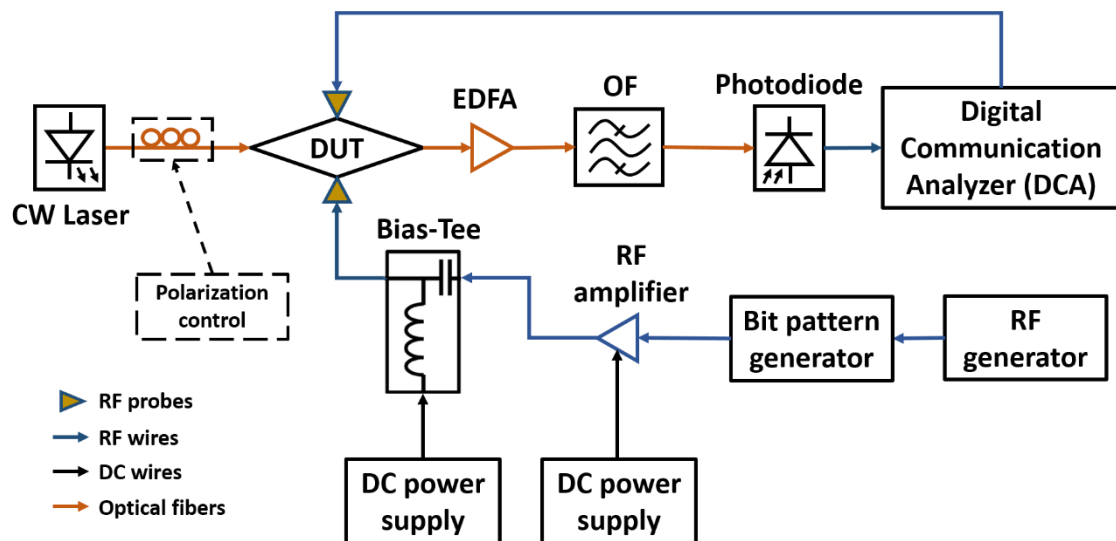 EDFA
OF
Photodiode
Digital
Communication
Analyzer (DCA)
DUT
CW Laser
Bias-Tee
RF
amplifier
Polarization
control
Bit pattern
generator
RF
generator
RF probes
RF wires
DC wires
Optical fibers
DC power
supply
DC power
supply